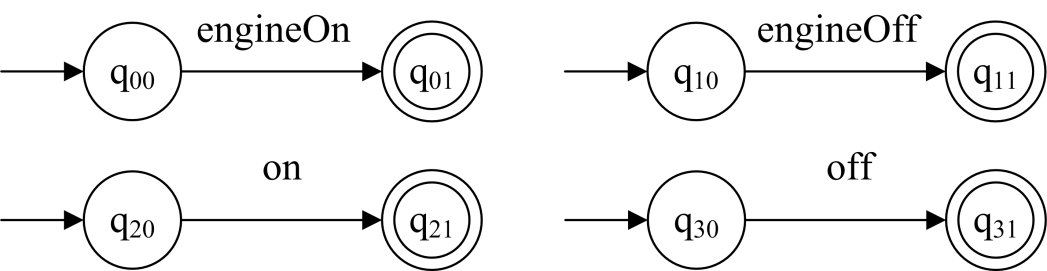 engineOn engineOff
q₀₀ q₀₁ q₁₀ q₁₁
on off
q₂₀ q₂₁ q₃₀ q₃₁